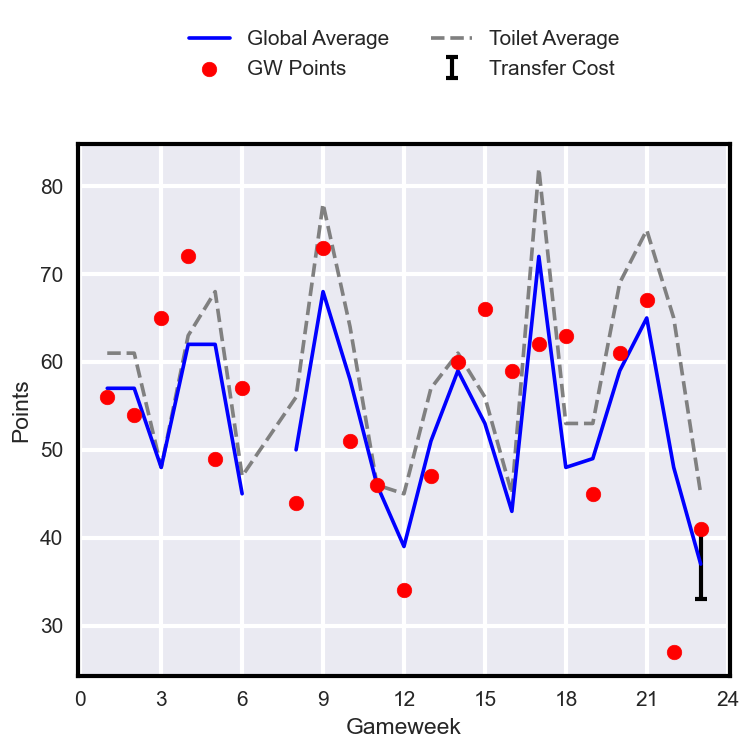 Global Average
Toilet Average
GW Points
Transfer Cost
80
70
60
50
40
30
Points
0 3 6 9 12 15 18 21 24
Gameweek